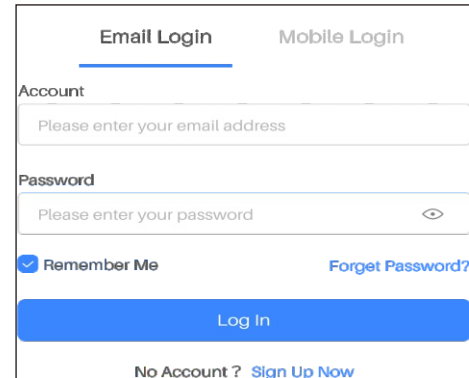 Email Login Mobile Login
Account
Please enter your email address
Password
Please enter your password
Remember Me Forget Password?
Log In
No Account ? Sign Up Now